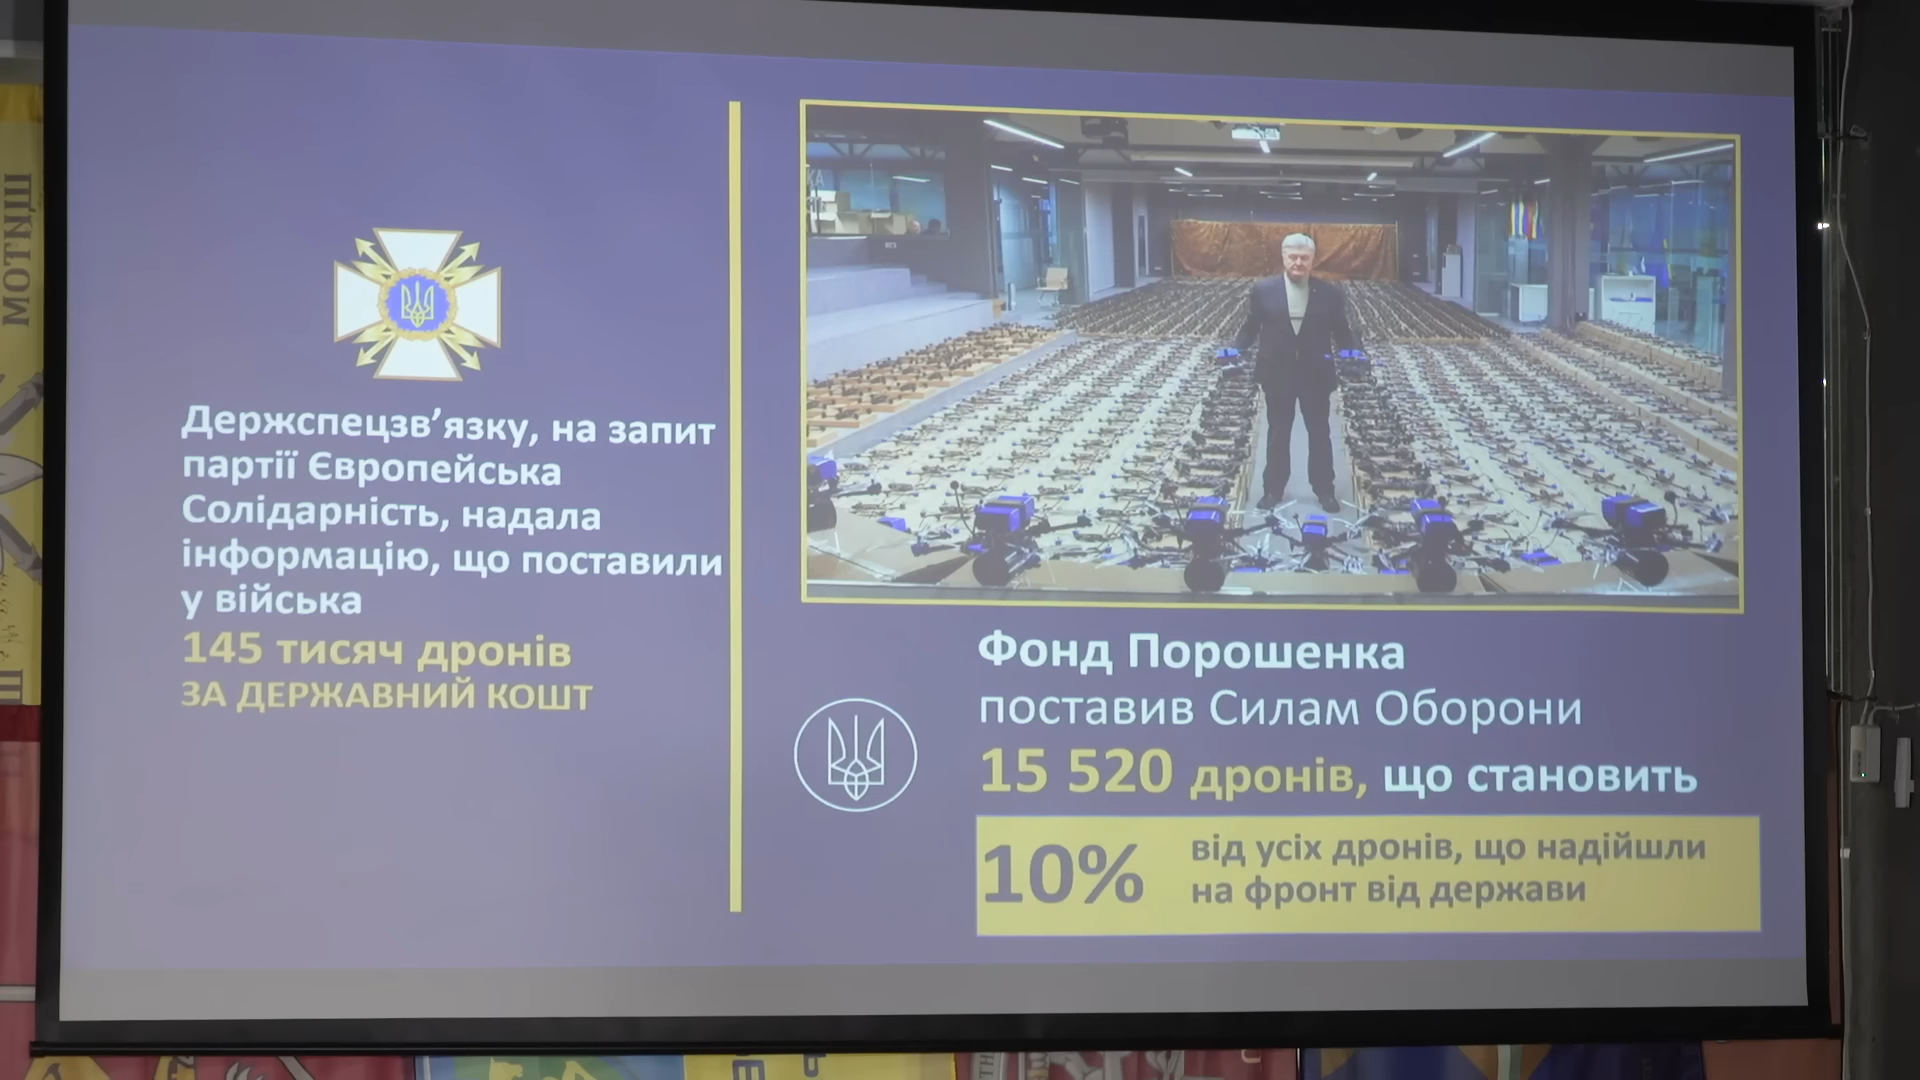 Держспецзв’язку, на запит
партії Європейська
Солідарність, надала
інформацію, що поставили
у війська
145 тисяч дронів
ЗА ДЕРЖАВНИЙ КОШТ
Фонд Порошенка
поставив Силам Оборони
15 520 дронів, що становить
10% від усіх дронів, що надійшли
на фронт від держави